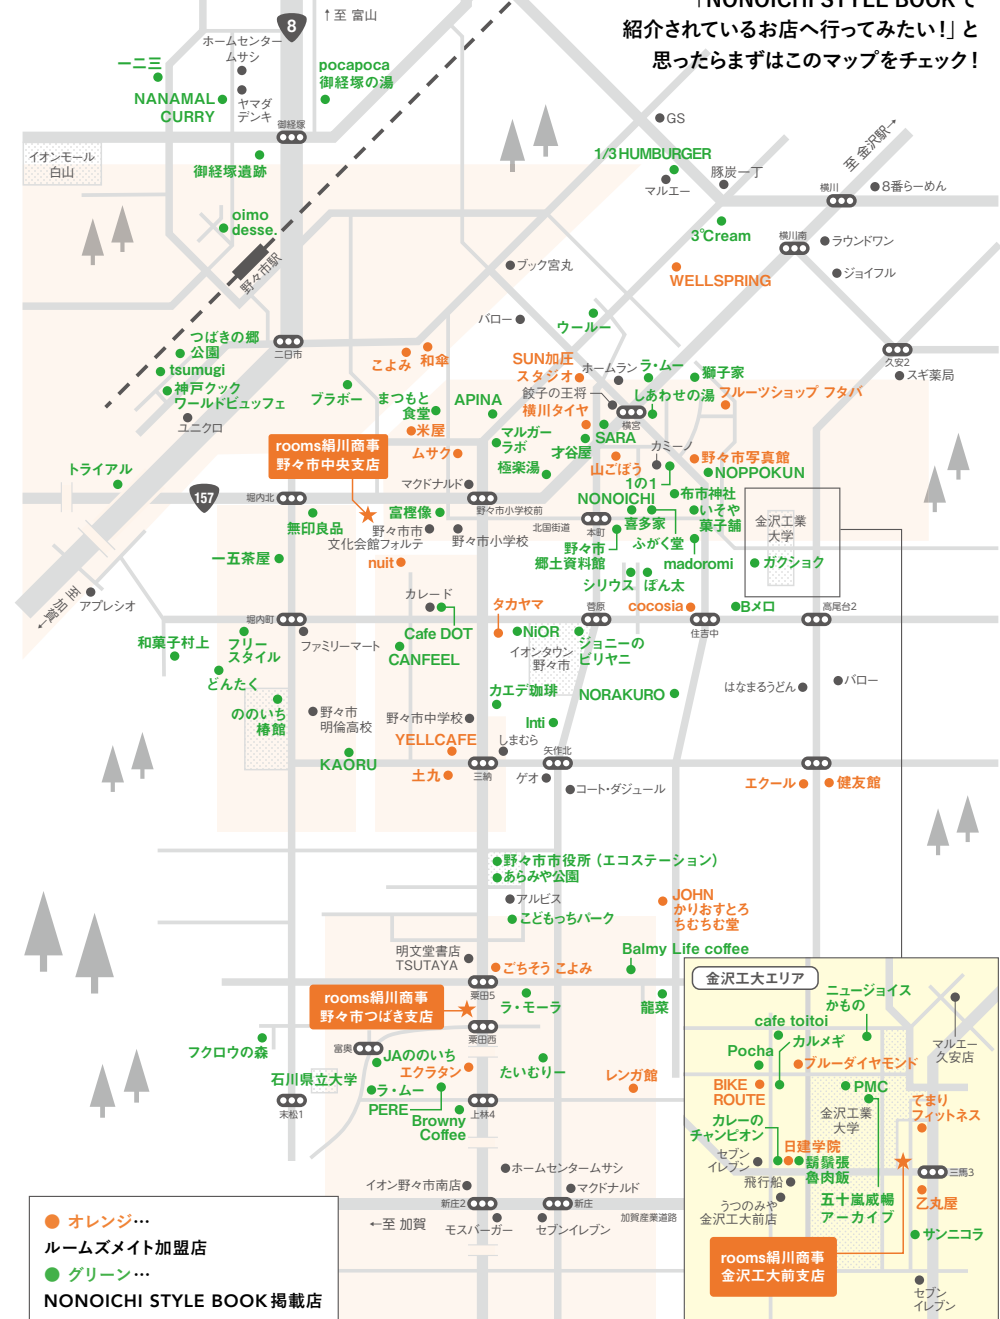 「NONOICHI STYLE BOOKで
紹介されているお店へ行ってみたい！」と
思ったらまずはこのマップをチェック！
↑至 富山
8
ホームセンター
ムサシ
一二三
pocapoca
御経塚の湯
NANAMAL
CURRY
ヤマダ
デンキ
御経塚
GS
イオンモール
白山
御経塚遺跡
1/3HUMBURGER
マルエー
豚炭一丁
至 金沢駅→
横川
8番らーめん
oimo
desse.
3℃ream
横川南
ラウンドワン
野々市駅
ブック宮丸
WELLSPRING
ジョイフル
バロー
ウールー
つばきの郷
公園
二日市
こよみ
和傘
SUN加圧
スタジオ
ホームラン
ラ・ムー
獅子家
久安2
スギ薬局
tsumugi
神戸クック
ワールドビュッフェ
ブラボー
まつもと
食堂
APINA
餃子の王将
しあわせの湯
フルーツショップ フタバ
ユニクロ
米屋
横川タイヤ
横宮
rooms絹川商事
野々市中央支店
ムサク
マルガー
ラボ
SARA
才谷屋
カミーノ
山ごぼう
野々市写真館
トライアル
極楽湯
1の1
NOPPOKUN
157
堀内北
マクドナルド
NONOICHI
布市神社
無印良品
富樫像
野々市小学校前
北国街道
本町
喜多家
いそや
菓子舗
金沢工業
大学
野々市市
文化会館フォルテ
野々市小学校
ふがく堂
野々市
郷土資料館
madoromi
一五茶屋
nuit
ガクショク
シリウス
ぽん太
至 加賀→
アプレシオ
カレード
タカヤマ
菅原
cocosia
Bメロ
高尾台2
堀内町
Cafe DOT
NiOR
住吉中
和菓子村上
フリー
スタイル
ファミリーマート
CANFEEL
イオンタウン
野々市
ジョニーの
ビリヤニ
どんたく
カエデ珈琲
NORAKURO
はなまるうどん
バロー
ののいち
椿館
野々市
明倫高校
野々市中学校
Inti
YELLCAFE
しまむら
矢作北
KAORU
土九
三納
ゲオ
コート・ダジュール
エクール
健友館
野々市市役所（エコステーション）
あらみや公園
アルビス
JOHN
かりおすとろ
ちむちむ堂
こどもっちパーク
明文堂書店
TSUTAYA
ごちそう こよみ
Balmy Life coffee
rooms絹川商事
野々市つばき支店
粟田5
ラ・モーラ
龍菜
粟田西
フクロウの森
富奥
JAののいち
エクラタン
たいむりー
石川県立大学
ラ・ムー
レンガ館
末松1
PERE
上林4
Browny
Coffee
ホームセンタームサシ
イオン野々市南店
マクドナルド
新庄2
新庄
←至 加賀
モスバーガー
セブンイレブン
加賀産業道路
金沢工大エリア
ニュージョイス
かもの
cafe toitoi
カルメギ
マルエー
久安店
Pocha
ブルーダイヤモンド
BIKE
ROUTE
PMC
てまり
フィットネス
カレーの
チャンピオン
金沢工業
大学
日建学院
セブン
イレブン
鬍鬚張
魯肉飯
三馬3
飛行船
五十嵐威暢
アーカイブ
乙丸屋
うつのみや
金沢工大前店
サンニコラ
rooms絹川商事
金沢工大前支店
セブン
イレブン
オレンジ…
ルームズメイト加盟店
グリーン…
NONOICHI STYLE BOOK掲載店